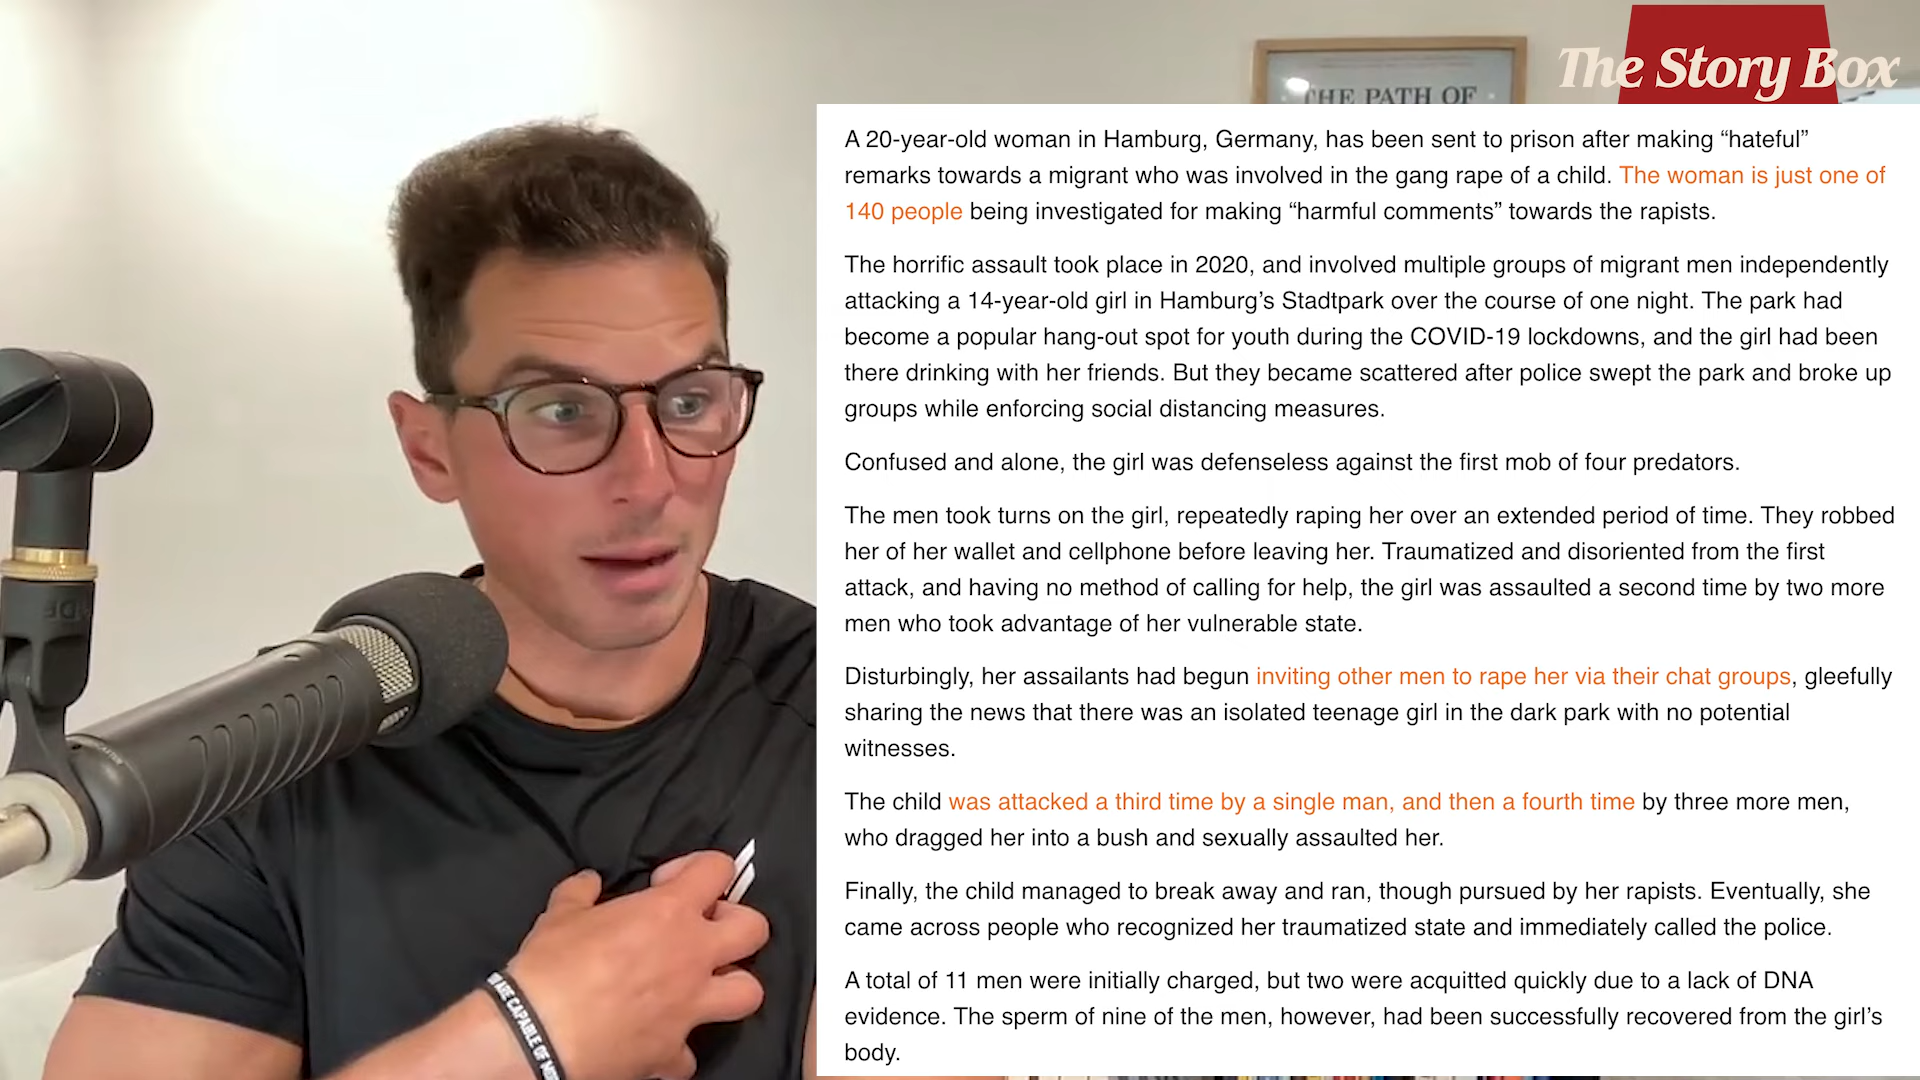 The Story Box
THE PATH OF
A 20-year-old woman in Hamburg, Germany, has been sent to prison after making “hateful”
remarks towards a migrant who was involved in the gang rape of a child. The woman is just one of
140 people being investigated for making “harmful comments” towards the rapists.
The horrific assault took place in 2020, and involved multiple groups of migrant men independently
attacking a 14-year-old girl in Hamburg’s Stadtpark over the course of one night. The park had
become a popular hang-out spot for youth during the COVID-19 lockdowns, and the girl had been
there drinking with her friends. But they became scattered after police swept the park and broke up
groups while enforcing social distancing measures.
Confused and alone, the girl was defenseless against the first mob of four predators.
The men took turns on the girl, repeatedly raping her over an extended period of time. They robbed
her of her wallet and cellphone before leaving her. Traumatized and disoriented from the first
attack, and having no method of calling for help, the girl was assaulted a second time by two more
men who took advantage of her vulnerable state.
Disturbingly, her assailants had begun inviting other men to rape her via their chat groups, gleefully
sharing the news that there was an isolated teenage girl in the dark park with no potential
witnesses.
The child was attacked a third time by a single man, and then a fourth time by three more men,
who dragged her into a bush and sexually assaulted her.
Finally, the child managed to break away and ran, though pursued by her rapists. Eventually, she
came across people who recognized her traumatized state and immediately called the police.
A total of 11 men were initially charged, but two were acquitted quickly due to a lack of DNA
evidence. The sperm of nine of the men, however, had been successfully recovered from the girl’s
body.
ARE CAPABLE OF